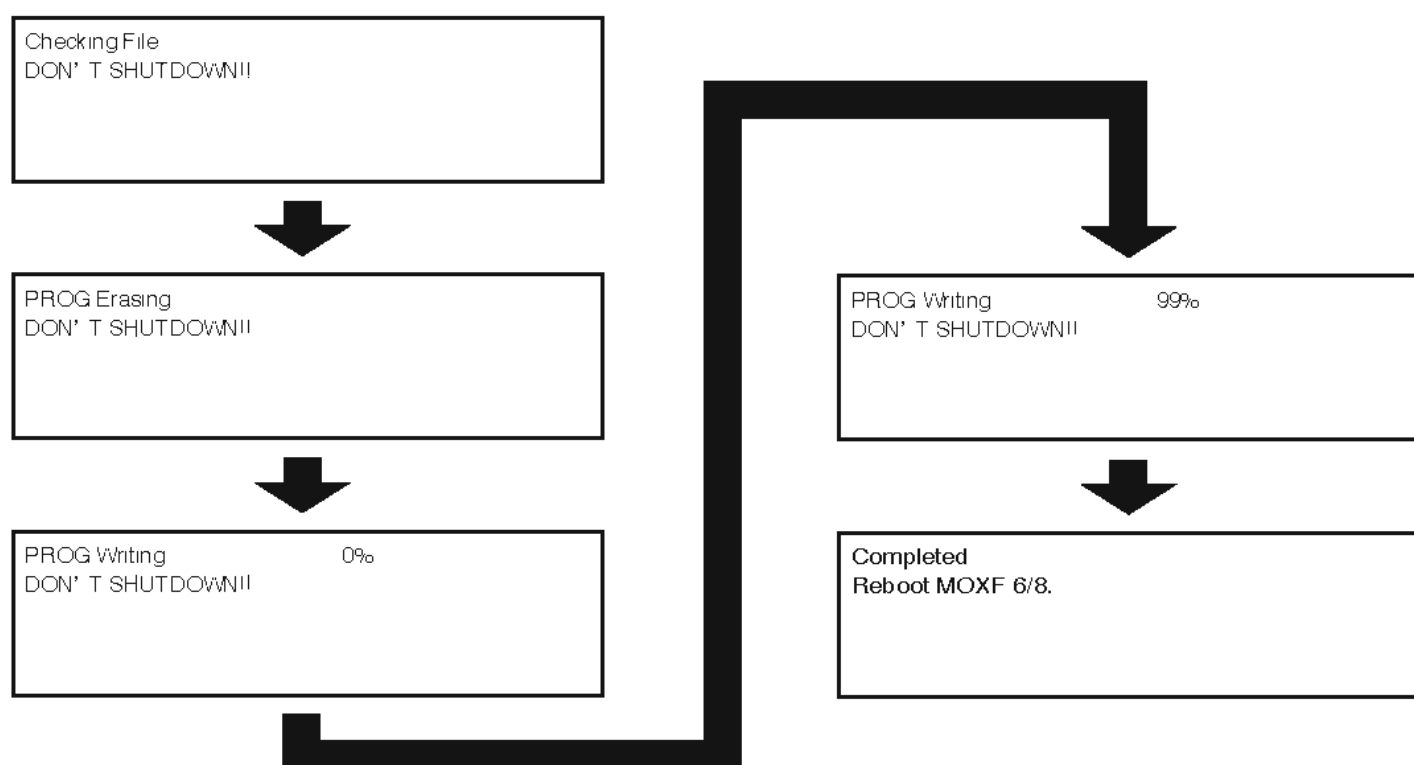 Checking File
DON' T SHUTDOWN!!
PROG Erasing
DON' T SHUTDOWN!!
PROG Writing 0%
DON' T SHUTDOWN!!
PROG Writing 99%
DON' T SHUTDOWN!!
Completed
Reboot MOXF 6/8.